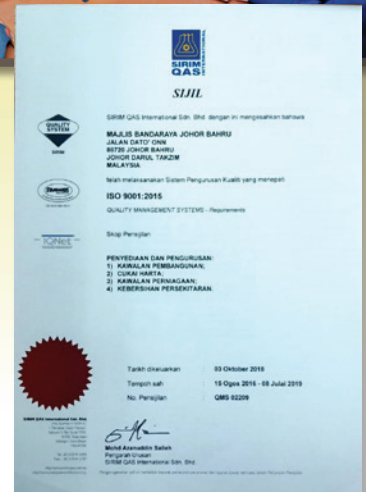 SIRIM
QAS
INTERNATIONAL
SIJIL
QUALITY
SYSTEM
SIRIM
IQNet
SIRIM QAS International Sdn. Bhd. dengan ini mengesahkan bahawa
MAJLIS BANDARAYA JOHOR BAHRU
JALAN DATO' ONN
80720 JOHOR BAHRU
JOHOR DARUL TAKZIM
MALAYSIA
telah melaksanakan Sistem Pengurusan Kualiti yang menepati
ISO 9001:2015
QUALITY MANAGEMENT SYSTEMS - Requirements
Skop Pensijilan
PENYEDIAAN DAN PENGURUSAN:
1) KAWALAN PEMBANGUNAN;
2) CUKAI HARTA;
3) KAWALAN PERNIAGAAN;
4) KEBERSIHAN PERSEKITARAN.
Tarikh dikeluarkan : 03 Oktober 2018
Tempoh sah : 15 Ogos 2016 - 08 Julai 2019
No. Pensijilan : QMS 02209
Mohd Azanuddin Salleh
Pengarah Urusan
SIRIM QAS International Sdn. Bhd.
SIRIM QAS International Sdn. Bhd.